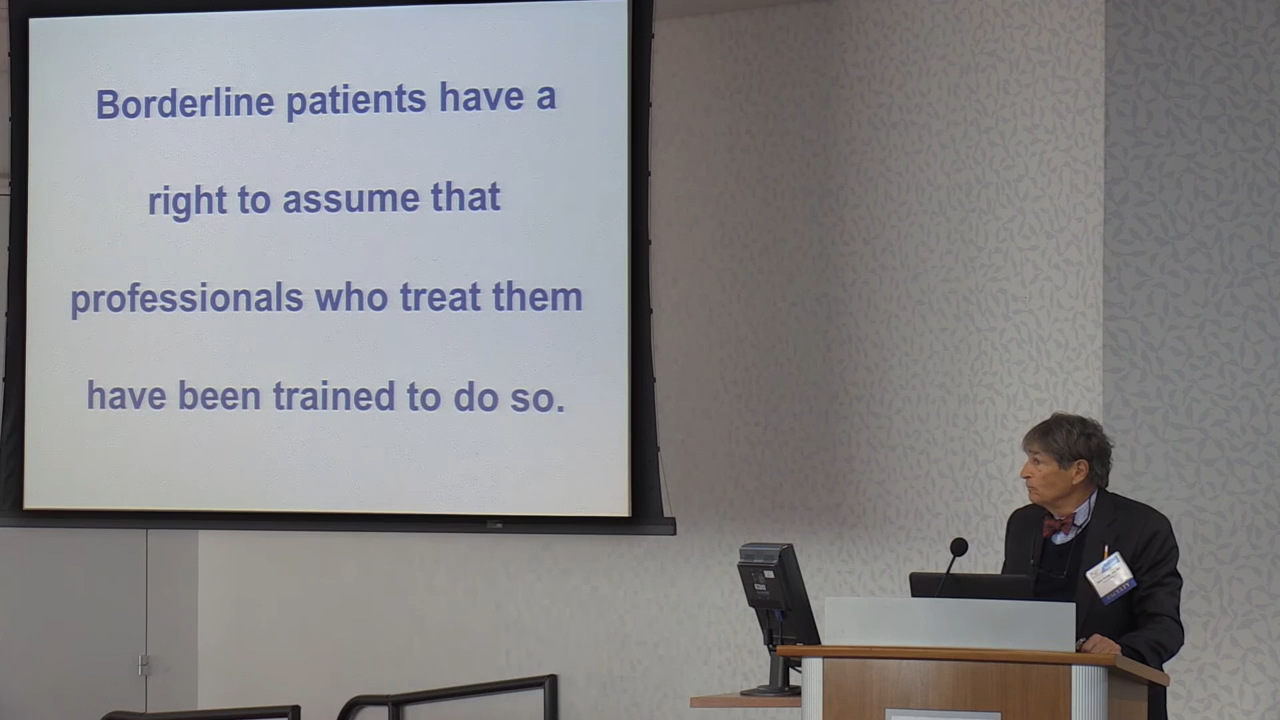 Borderline patients have a
right to assume that
professionals who treat them
have been trained to do so.